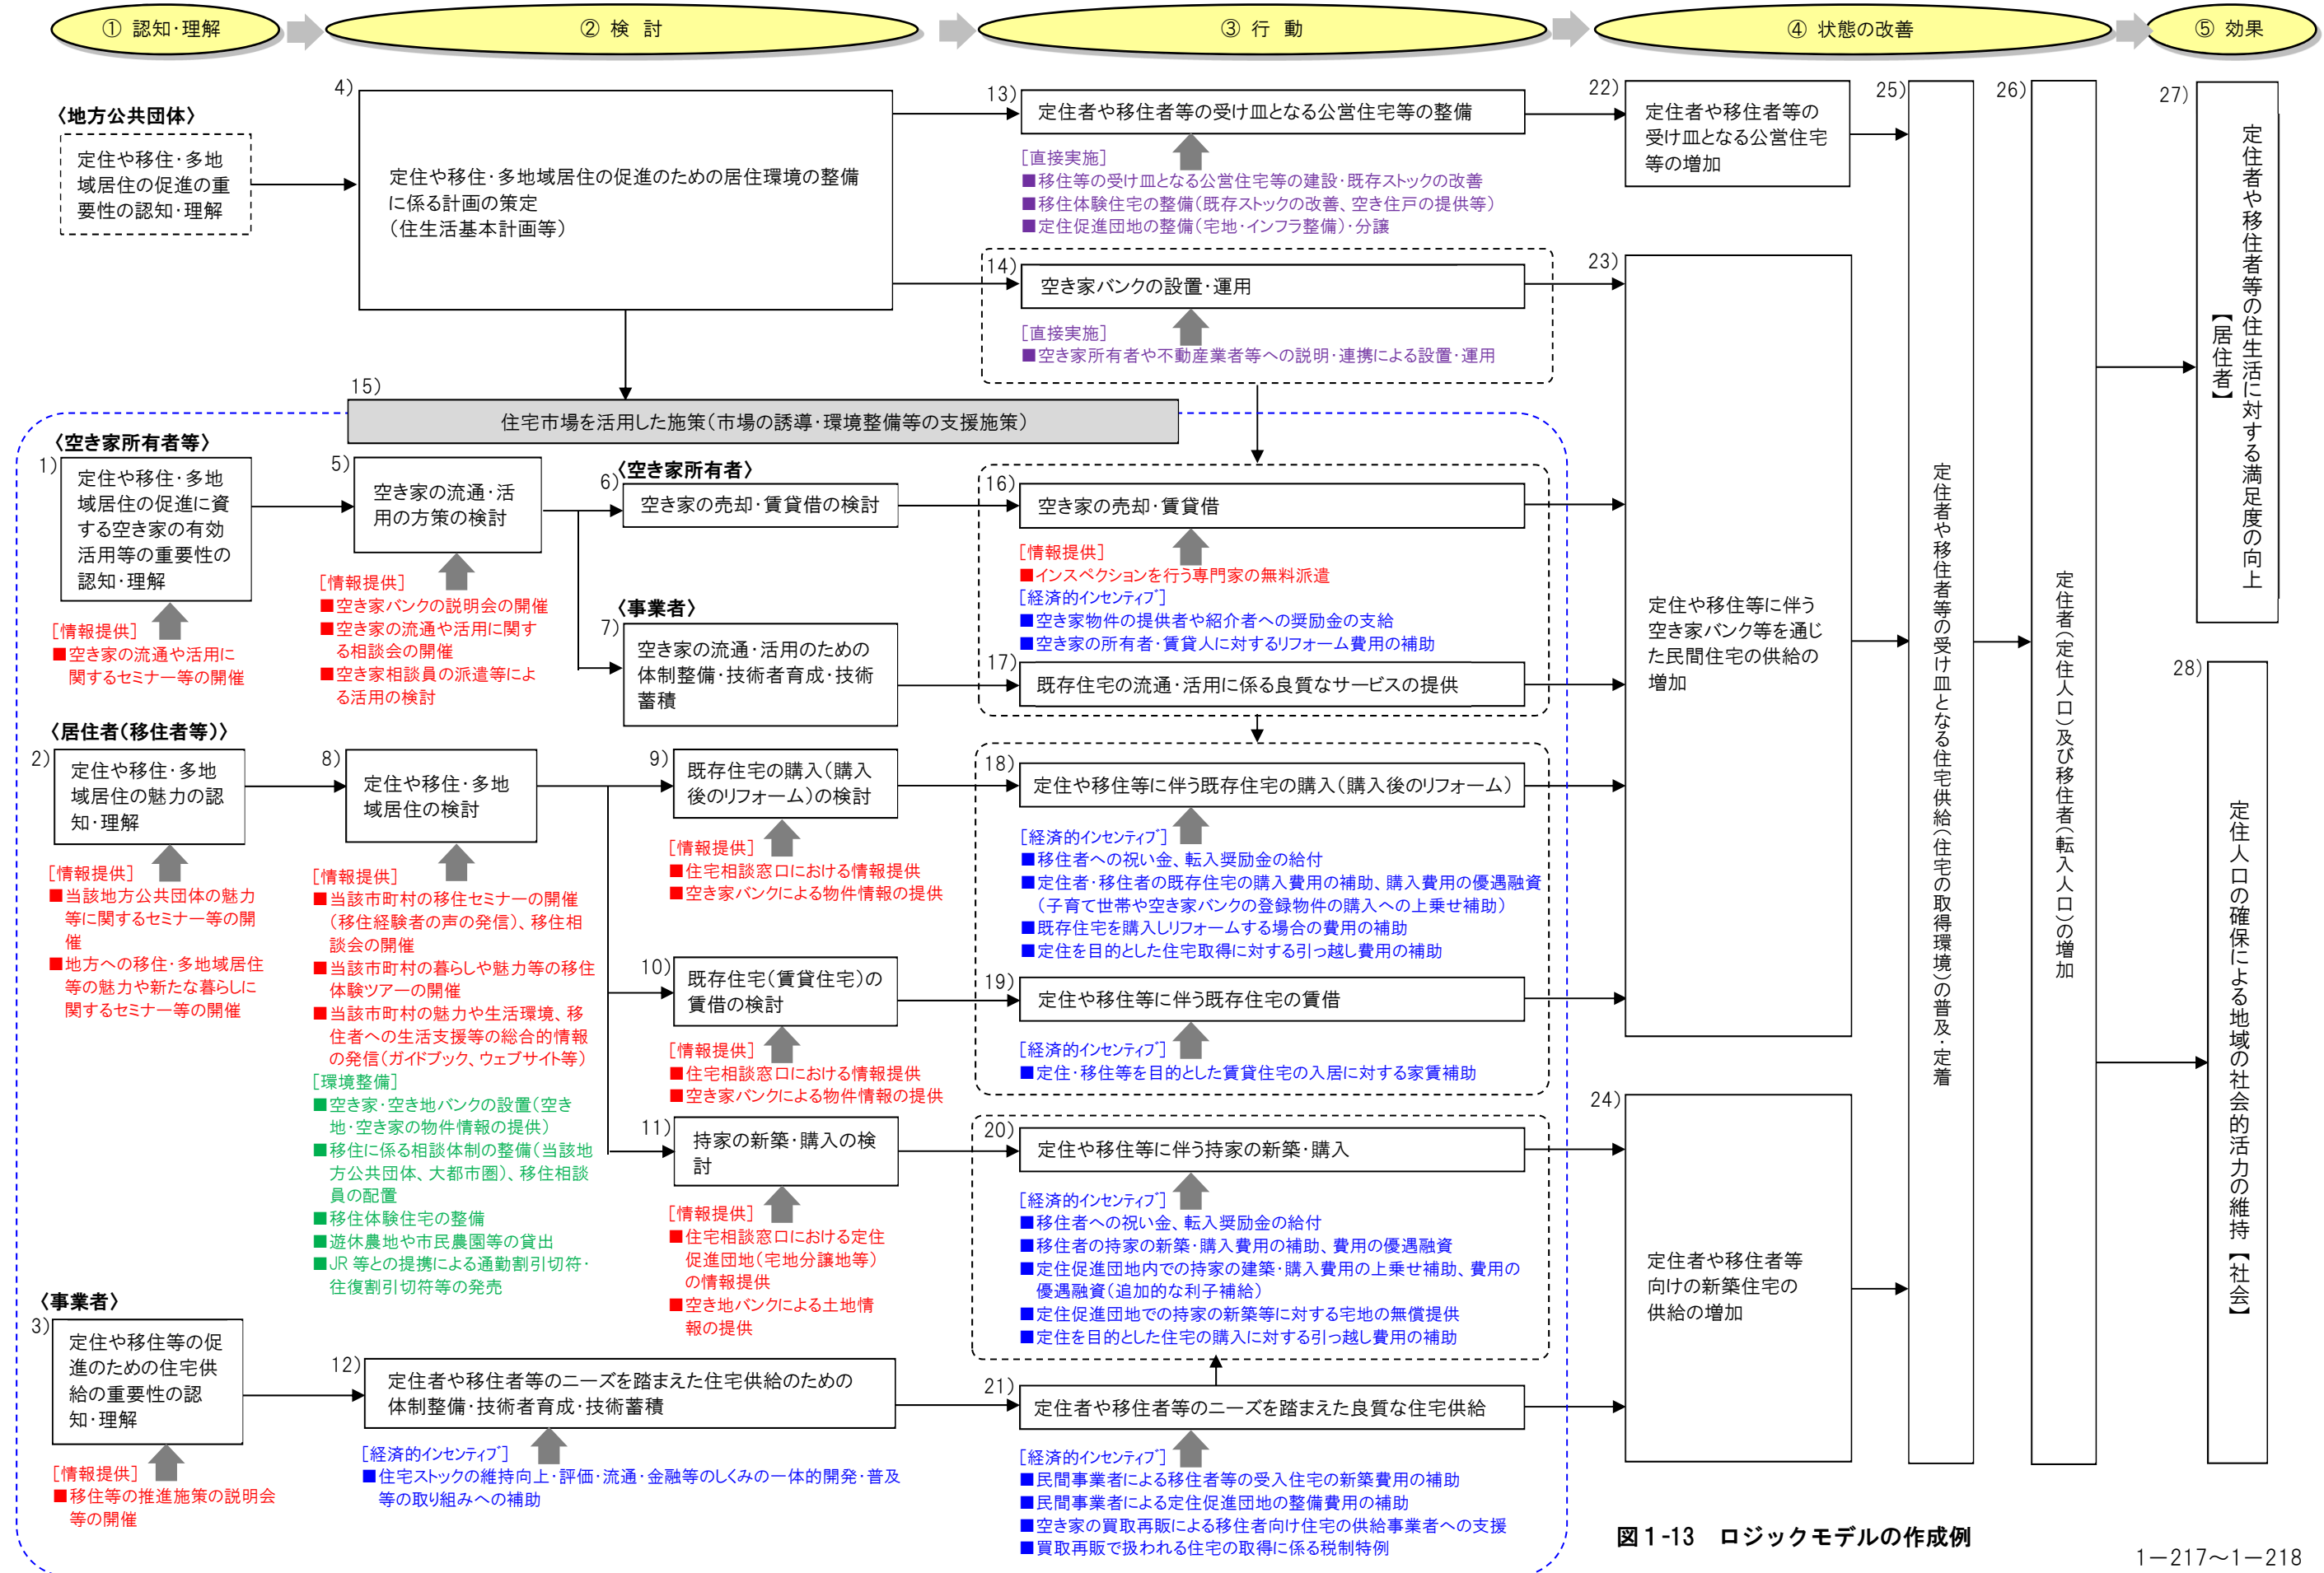 ① 認知・理解
② 検 討
③ 行 動
④ 状態の改善
⑤ 効果
〈地方公共団体〉
定住や移住・多地
域居住の促進の重
要性の認知・理解
4)
定住や移住・多地域居住の促進のための居住環境の整備
に係る計画の策定
（住生活基本計画等）
13)
定住者や移住者等の受け皿となる公営住宅等の整備
［直接実施］
■移住等の受け皿となる公営住宅等の建設・既存ストックの改善
■移住体験住宅の整備（既存ストックの改善、空き住戸の提供等）
■定住促進団地の整備（宅地・インフラ整備）・分譲
14)
空き家バンクの設置・運用
［直接実施］
■空き家所有者や不動産業者等への説明・連携による設置・運用
15)
住宅市場を活用した施策（市場の誘導・環境整備等の支援施策）
〈空き家所有者等〉
1)
定住や移住・多地
域居住の促進に資
する空き家の有効
活用等の重要性の
認知・理解
［情報提供］
■空き家の流通や活用に
関するセミナー等の開催
5)
空き家の流通・活
用の方策の検討
［情報提供］
■空き家バンクの説明会の開催
■空き家の流通や活用に関す
る相談会の開催
■空き家相談員の派遣等によ
る活用の検討
〈空き家所有者〉
6)
空き家の売却・賃貸借の検討
〈事業者〉
7)
空き家の流通・活用のための
体制整備・技術者育成・技術
蓄積
16)
空き家の売却・賃貸借
［情報提供］
■インスペクションを行う専門家の無料派遣
［経済的インセンティブ］
■空き家物件の提供者や紹介者への奨励金の支給
■空き家の所有者・賃貸人に対するリフォーム費用の補助
17)
既存住宅の流通・活用に係る良質なサービスの提供
〈居住者（移住者等）〉
2)
定住や移住・多地
域居住の魅力の認
知・理解
［情報提供］
■当該地方公共団体の魅力
等に関するセミナー等の開
催
■地方への移住・多地域居住
等の魅力や新たな暮らしに
関するセミナー等の開催
8)
定住や移住・多地
域居住の検討
［情報提供］
■当該市町村の移住セミナーの開催
（移住経験者の声の発信）、移住相
談会の開催
■当該市町村の暮らしや魅力等の移住
体験ツアーの開催
■当該市町村の魅力や生活環境、移
住者への生活支援等の総合的情報
の発信（ガイドブック、ウェブサイト等）
［環境整備］
■空き家・空き地バンクの設置（空き
地・空き家の物件情報の提供）
■移住に係る相談体制の整備（当該地
方公共団体、大都市圏）、移住相談
員の配置
■移住体験住宅の整備
■遊休農地や市民農園等の貸出
■JR 等との提携による通勤割引切符・
往復割引切符等の発売
9)
既存住宅の購入（購入
後のリフォーム）の検討
［情報提供］
■住宅相談窓口における情報提供
■空き家バンクによる物件情報の提供
10)
既存住宅（賃貸住宅）の
賃借の検討
［情報提供］
■住宅相談窓口における情報提供
■空き家バンクによる物件情報の提供
11)
持家の新築・購入の検
討
［情報提供］
■住宅相談窓口における定住
促進団地（宅地分譲地等）
の情報提供
■空き地バンクによる土地情
報の提供
18)
定住や移住等に伴う既存住宅の購入（購入後のリフォーム）
［経済的インセンティブ］
■移住者への祝い金、転入奨励金の給付
■定住者・移住者の既存住宅の購入費用の補助、購入費用の優遇融資
（子育て世帯や空き家バンクの登録物件の購入への上乗せ補助）
■既存住宅を購入しリフォームする場合の費用の補助
■定住を目的とした住宅取得に対する引っ越し費用の補助
19)
定住や移住等に伴う既存住宅の賃借
［経済的インセンティブ］
■定住・移住等を目的とした賃貸住宅の入居に対する家賃補助
20)
定住や移住等に伴う持家の新築・購入
［経済的インセンティブ］
■移住者への祝い金、転入奨励金の給付
■移住者の持家の新築・購入費用の補助、費用の優遇融資
■定住促進団地内での持家の建築・購入費用の上乗せ補助、費用の
優遇融資（追加的な利子補給）
■定住促進団地での持家の新築等に対する宅地の無償提供
■定住を目的とした住宅の購入に対する引っ越し費用の補助
〈事業者〉
3)
定住や移住等の促
進のための住宅供
給の重要性の認
知・理解
［情報提供］
■移住等の推進施策の説明会
等の開催
12)
定住者や移住者等のニーズを踏まえた住宅供給のための
体制整備・技術者育成・技術蓄積
［経済的インセンティブ］
■住宅ストックの維持向上・評価・流通・金融等のしくみの一体的開発・普及
等の取り組みへの補助
21)
定住者や移住者等のニーズを踏まえた良質な住宅供給
［経済的インセンティブ］
■民間事業者による移住者等の受入住宅の新築費用の補助
■民間事業者による定住促進団地の整備費用の補助
■空き家の買取再販による移住者向け住宅の供給事業者への支援
■買取再販で扱われる住宅の取得に係る税制特例
22)
定住者や移住者等の
受け皿となる公営住宅
等の増加
23)
定住や移住等に伴う
空き家バンク等を通じ
た民間住宅の供給の
増加
24)
定住者や移住者等
向けの新築住宅の
供給の増加
25)
定住者や移住者等の受け皿となる住宅供給（住宅の取得環境）の普及・定着
26)
定住者（定住人口）及び移住者（転入人口）の増加
27)
定住者や移住者等の住生活に対する満足度の向上
【居住者】
28)
定住人口の確保による地域の社会的活力の維持【社会】
図１-13 ロジックモデルの作成例
１－217～１－218